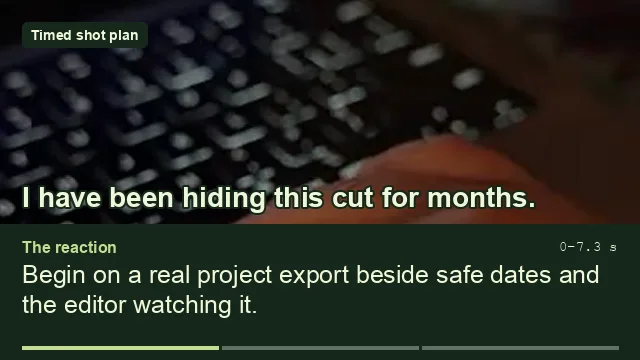 Timed shot plan
I have been hiding this cut for months.
The reaction
0–7.3 s
Begin on a real project export beside safe dates and
the editor watching it.